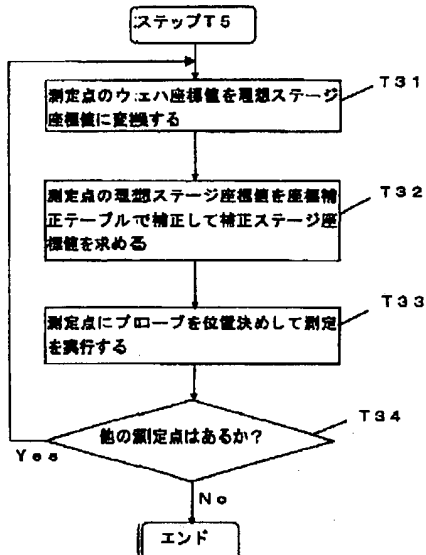 ステップT5
測定点のウェハ座標値を理想ステージ
座標値に変換する
T31
測定点の理想ステージ座標値を座標補
正テーブルで補正して補正ステージ座
標値を求める
T32
測定点にプローブを位置決めして測定
を実行する
T33
他の測定点はあるか?
T34
Yes
No
エンド